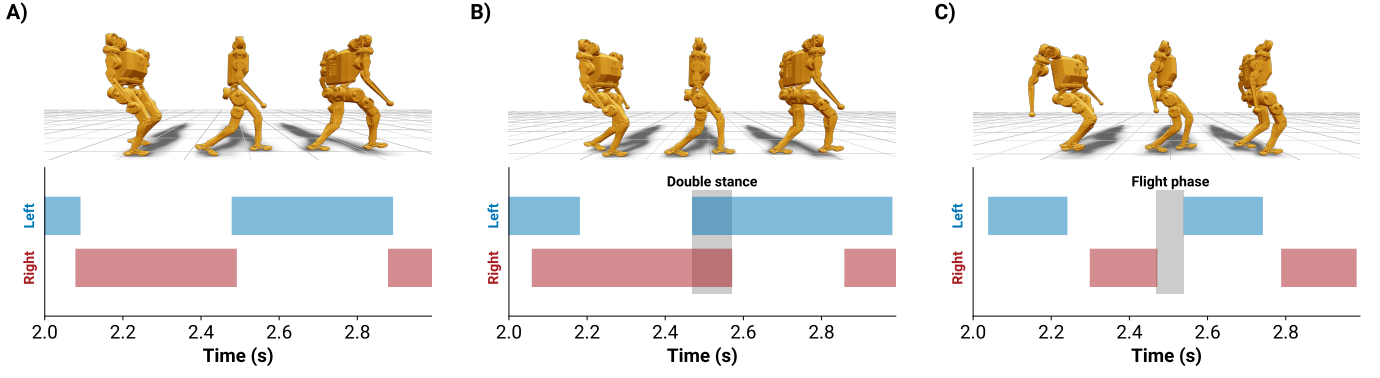 A)
Left
Right
2.0 2.2 2.4 2.6 2.8
Time (s)
B)
Double stance
Left
Right
2.0 2.2 2.4 2.6 2.8
Time (s)
C)
Flight phase
Left
Right
2.0 2.2 2.4 2.6 2.8
Time (s)